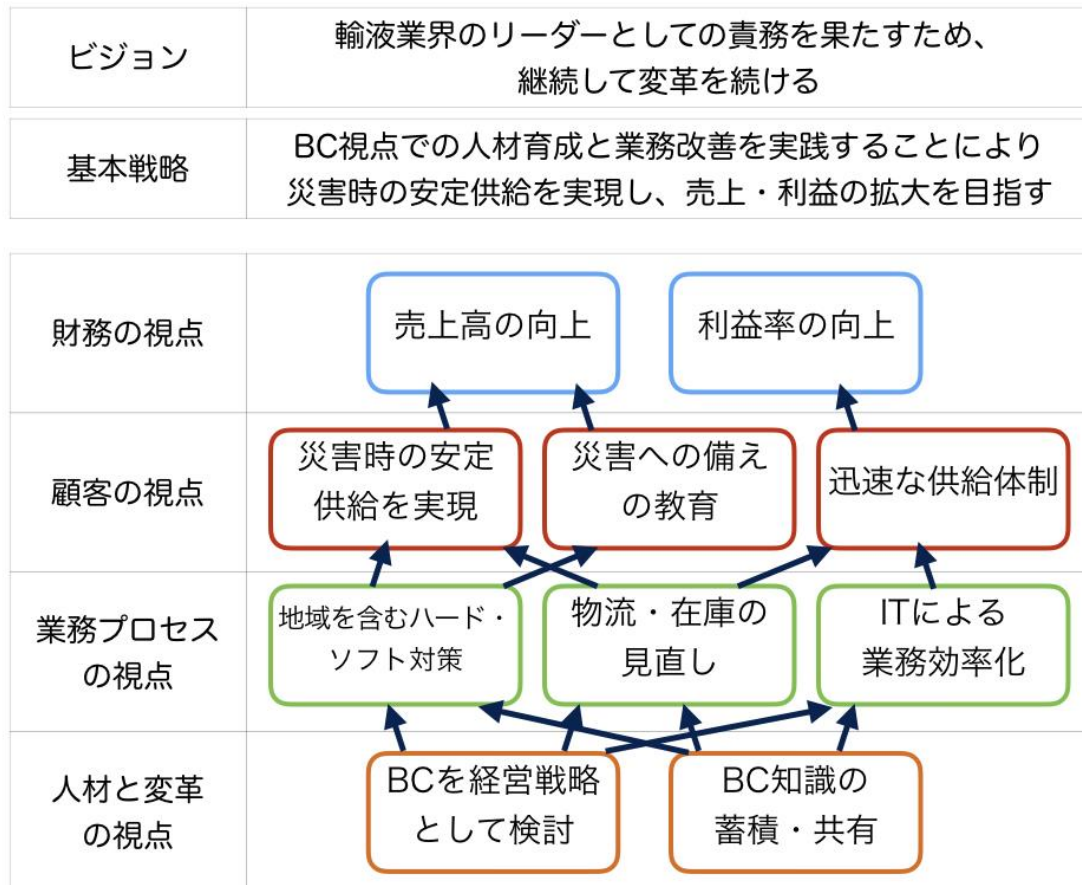 ビジョン
輸液業界のリーダーとしての責務を果たすため、
継続して変革を続ける
基本戦略
BC視点での人材育成と業務改善を実践することにより
災害時の安定供給を実現し、売上・利益の拡大を目指す
財務の視点
売上高の向上
利益率の向上
顧客の視点
災害時の安定
供給を実現
災害への備え
の教育
迅速な供給体制
業務プロセス
の視点
地域を含むハード・
ソフト対策
物流・在庫の
見直し
ITによる
業務効率化
人材と変革
の視点
BCを経営戦略
として検討
BC知識の
蓄積・共有